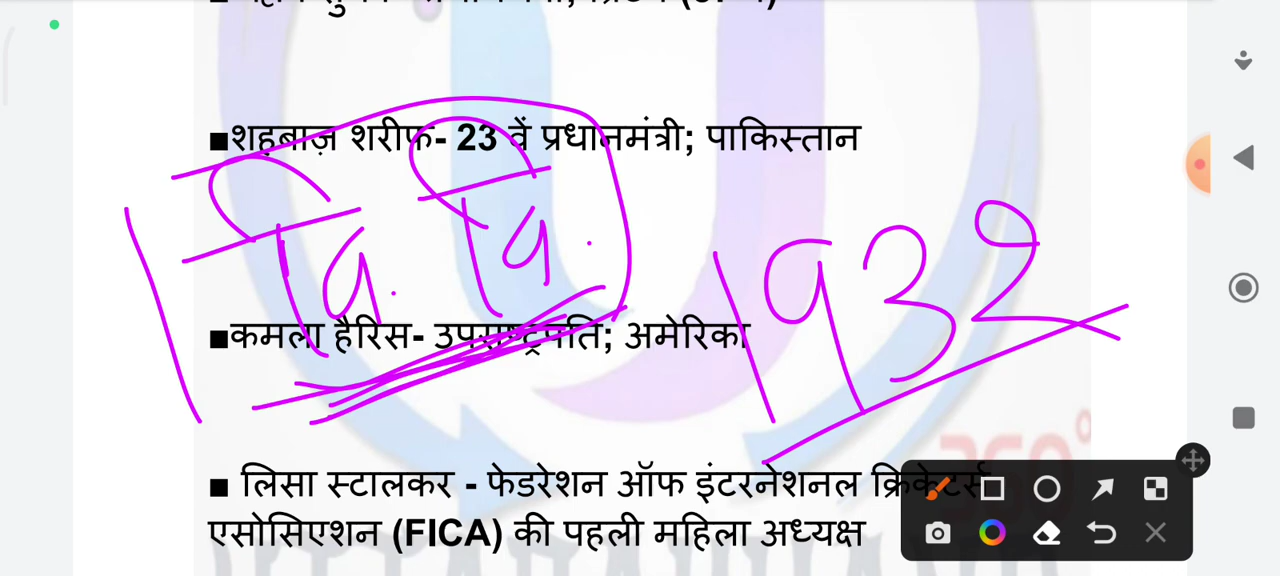 ■शहबाज़ शरीफ- 23 वें प्रधानमंत्री; पाकिस्तान
वि. वि. 1932
■कमला हैरिस- उपराष्ट्रपति; अमेरिका
■ लिसा स्टालकर - फेडरेशन ऑफ इंटरनेशनल क्रिकेटर्स
एसोसिएशन (FICA) की पहली महिला अध्यक्ष
360°